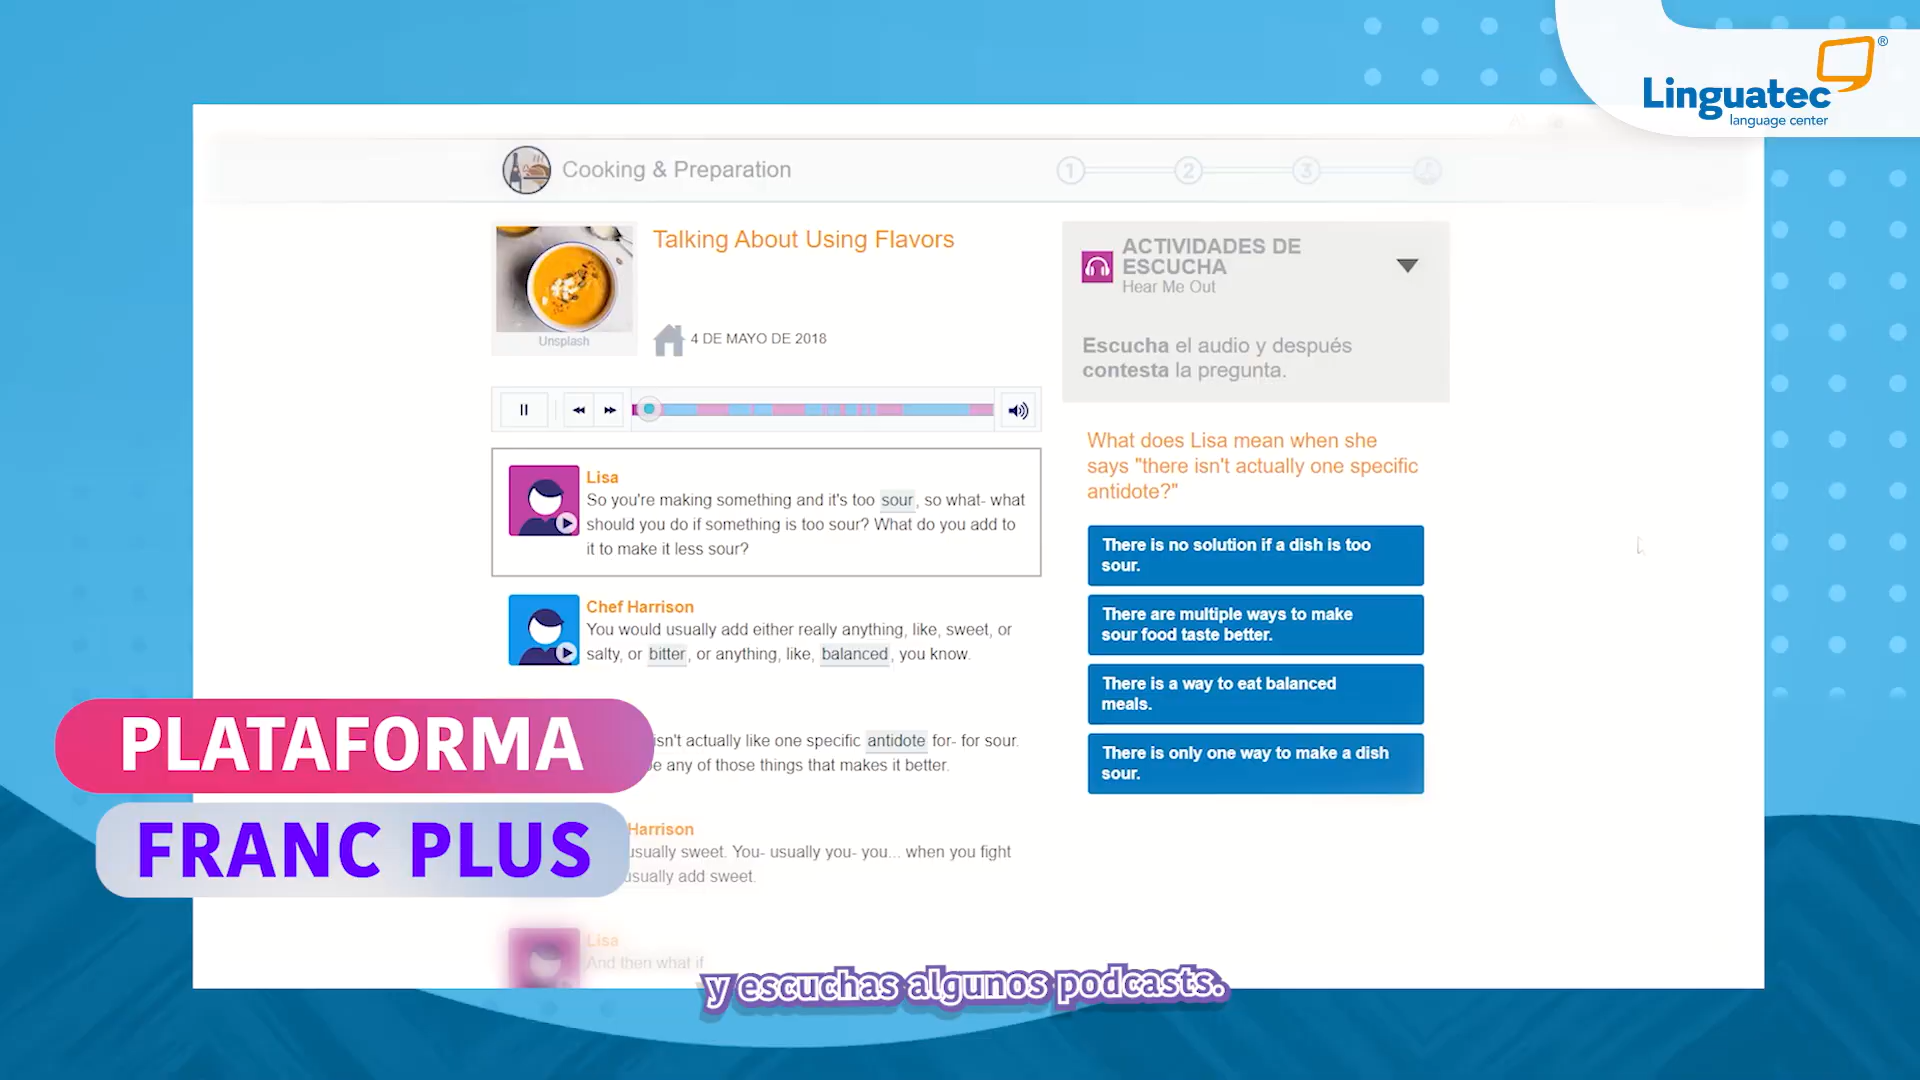 Linguatec®
language center
Cooking & Preparation
1 2 3
Talking About Using Flavors
Unsplash
4 DE MAYO DE 2018
Lisa
So you're making something and it's too sour, so what- what
should you do if something is too sour? What do you add to
it to make it less sour?
Chef Harrison
You would usually add either really anything, like, sweet, or
salty, or bitter, or anything, like, balanced, you know.
isn't actually like one specific antidote for- for sour.
any of those things that makes it better.
Harrison
usually sweet. You- usually you- you... when you fight
usually add sweet.
Lisa
And then what if
ACTIVIDADES DE
ESCUCHA
Hear Me Out
Escucha el audio y después
contesta la pregunta.
What does Lisa mean when she
says "there isn't actually one specific
antidote?"
There is no solution if a dish is too
sour.
There are multiple ways to make
sour food taste better.
There is a way to eat balanced
meals.
There is only one way to make a dish
sour.
PLATAFORMA
FRANC PLUS
y escuchas algunos podcasts.